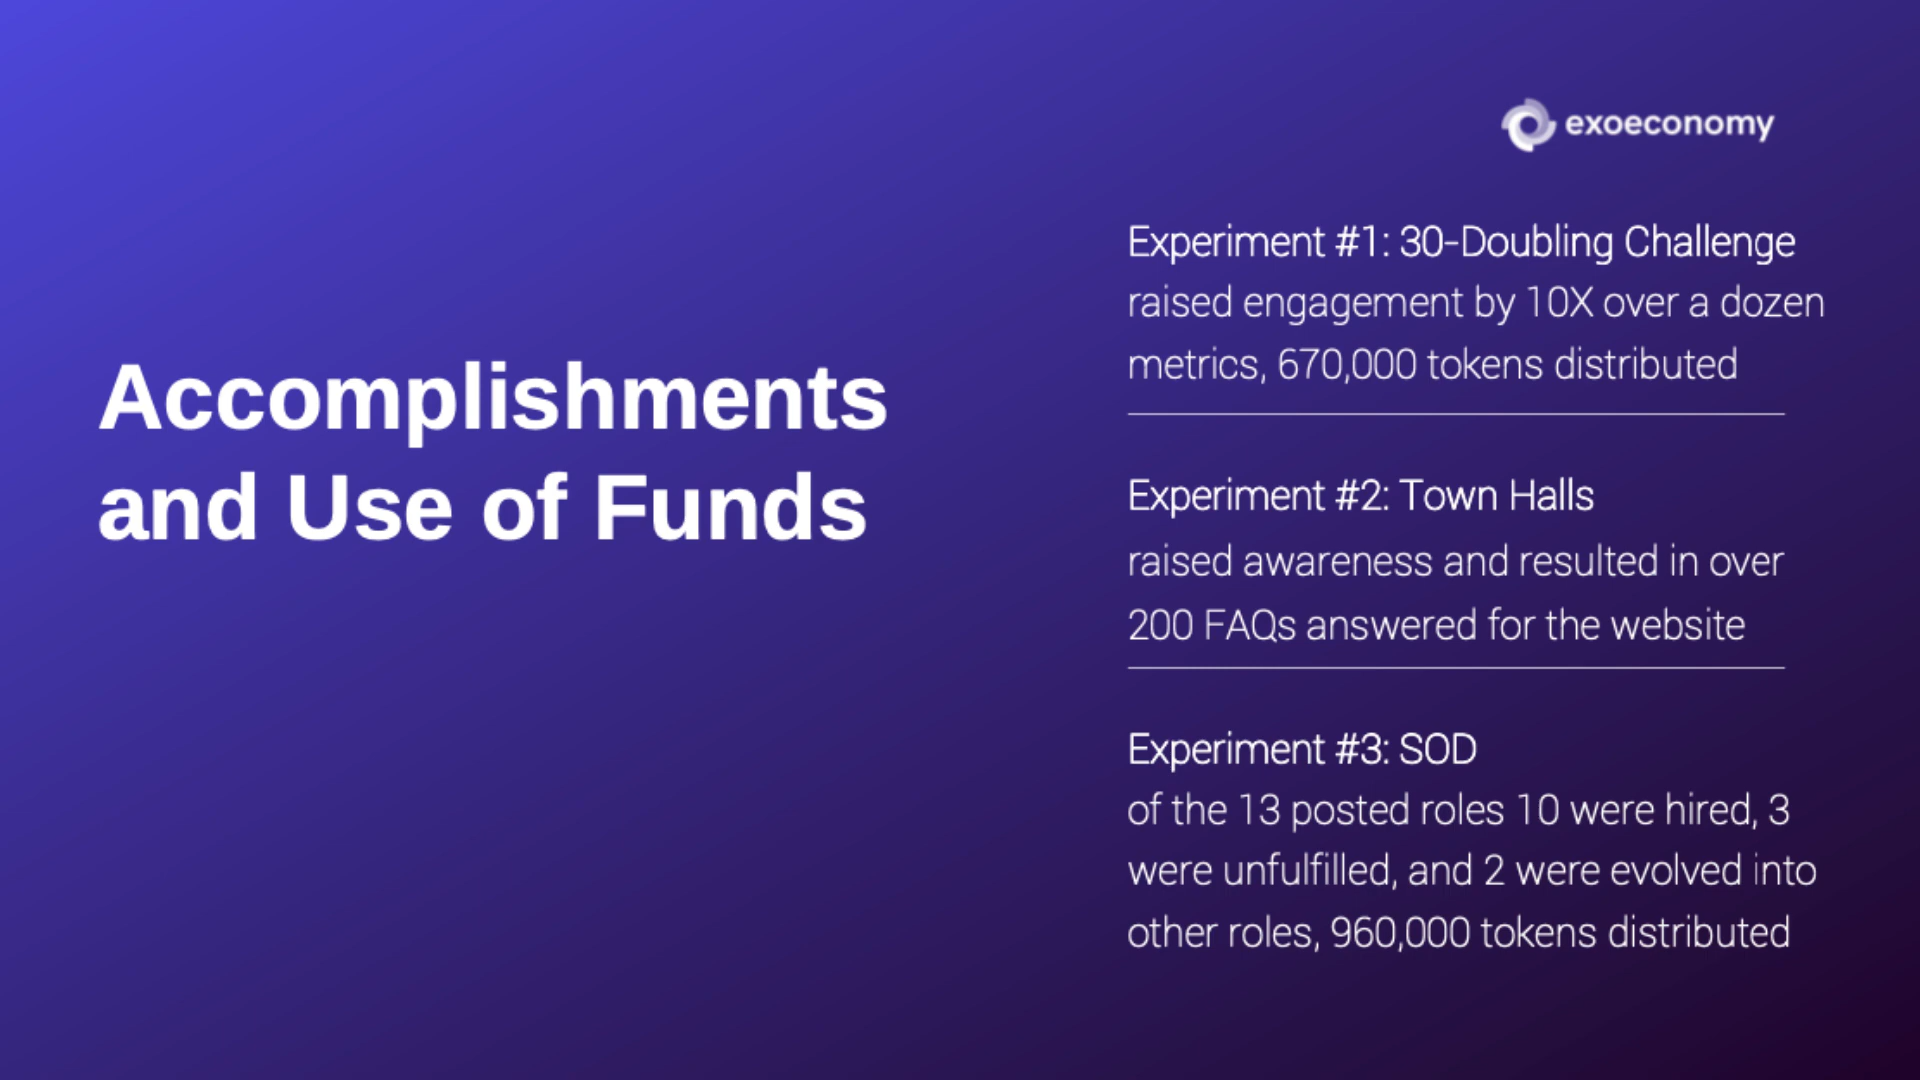 Accomplishments
and Use of Funds
exoeconomy
Experiment #1: 30-Doubling Challenge
raised engagement by 10X over a dozen
metrics, 670,000 tokens distributed
Experiment #2: Town Halls
raised awareness and resulted in over
200 FAQs answered for the website
Experiment #3: SOD
of the 13 posted roles 10 were hired, 3
were unfulfilled, and 2 were evolved into
other roles, 960,000 tokens distributed